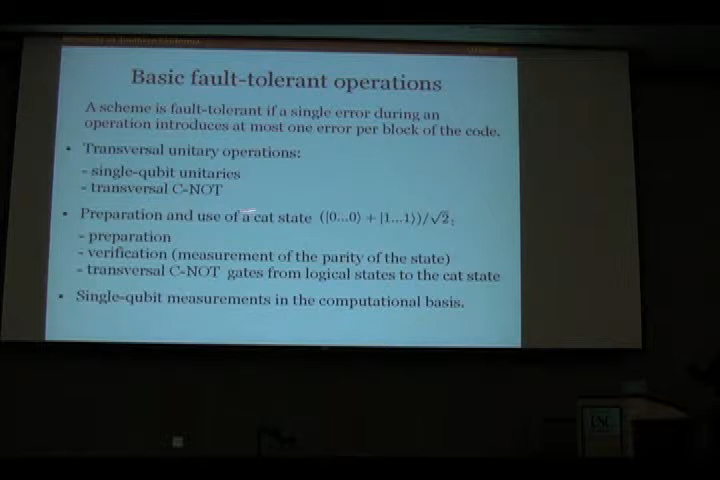 Basic fault-tolerant operations
A scheme is fault-tolerant if a single error during an
operation introduces at most one error per block of the code.
• Transversal unitary operations:
- single-qubit unitaries
- transversal C-NOT
• Preparation and use of a cat state (|0...0⟩ + |1...1⟩)/√2:
- preparation
- verification (measurement of the parity of the state)
- transversal C-NOT gates from logical states to the cat state
• Single-qubit measurements in the computational basis.
USC